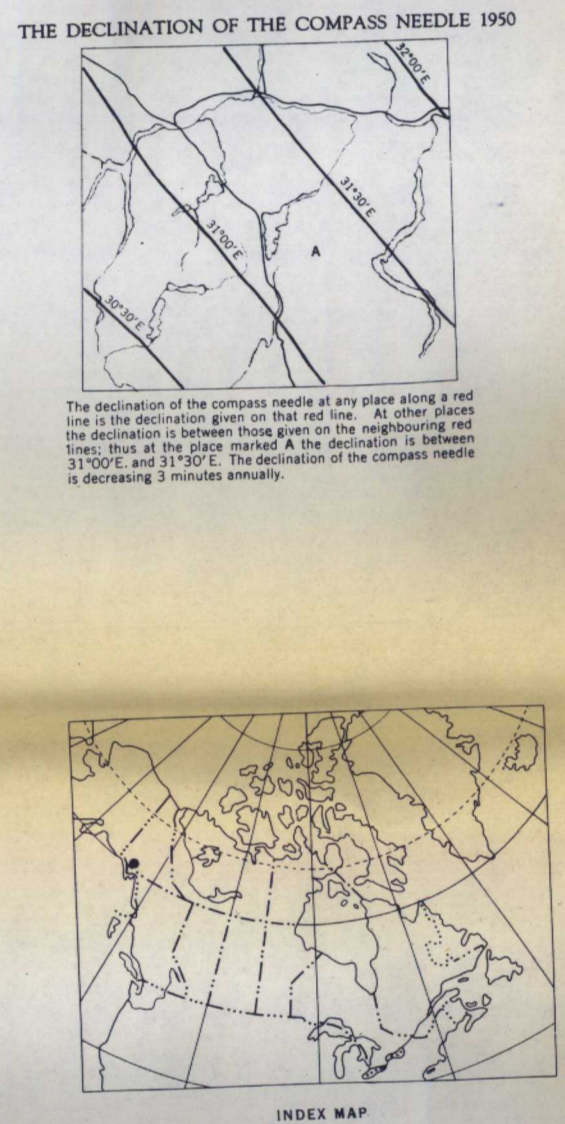 THE DECLINATION OF THE COMPASS NEEDLE 1950
32°00'E
31°30'E
A
31°00'E
30°30'E
The declination of the compass needle at any place along a red
line is the declination given on that red line. At other places
the declination is between those given on the neighbouring red
lines; thus at the place marked A the declination is between
31°00'E. and 31°30'E. The declination of the compass needle
is decreasing 3 minutes annually.
INDEX MAP